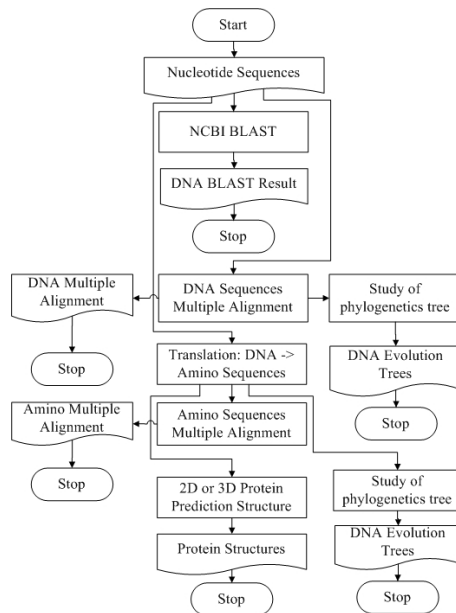 Start
Nucleotide Sequences
NCBI BLAST
DNA BLAST Result
Stop
DNA Multiple
Alignment
DNA Sequences
Multiple Alignment
Study of
phylogenetics tree
Stop
Translation: DNA ->
Amino Sequences
DNA Evolution
Trees
Stop
Amino Multiple
Alignment
Amino Sequences
Multiple Alignment
Stop
2D or 3D Protein
Prediction Structure
Study of
phylogenetics tree
Protein Structures
DNA Evolution
Trees
Stop
Stop